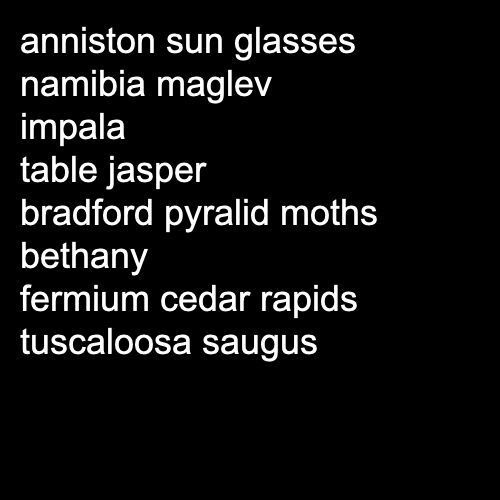 anniston sun glasses
namibia maglev
impala
table jasper
bradford pyralid moths
bethany
fermium cedar rapids
tuscaloosa saugus